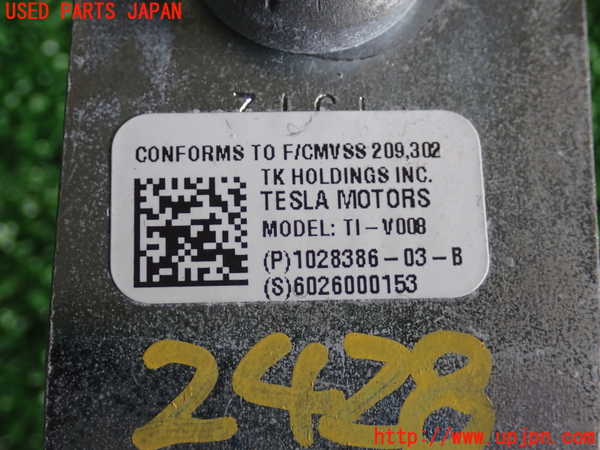 USED PARTS JAPAN
CONFORMS TO F/CMVSS 209,302
TK HOLDINGS INC.
TESLA MOTORS
MODEL: TI-V008
(P)1028386-03-B
(S)6026000153
2428
http://www.upjpn.com